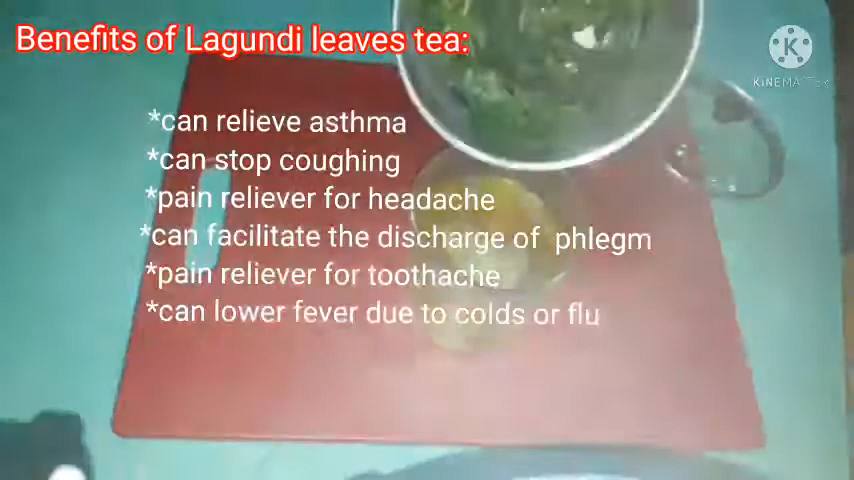 Benefits of Lagundi leaves tea:
K
KINEMASTER
*can relieve asthma
*can stop coughing
*pain reliever for headache
*can facilitate the discharge of phlegm
*pain reliever for toothache
*can lower fever due to colds or flu